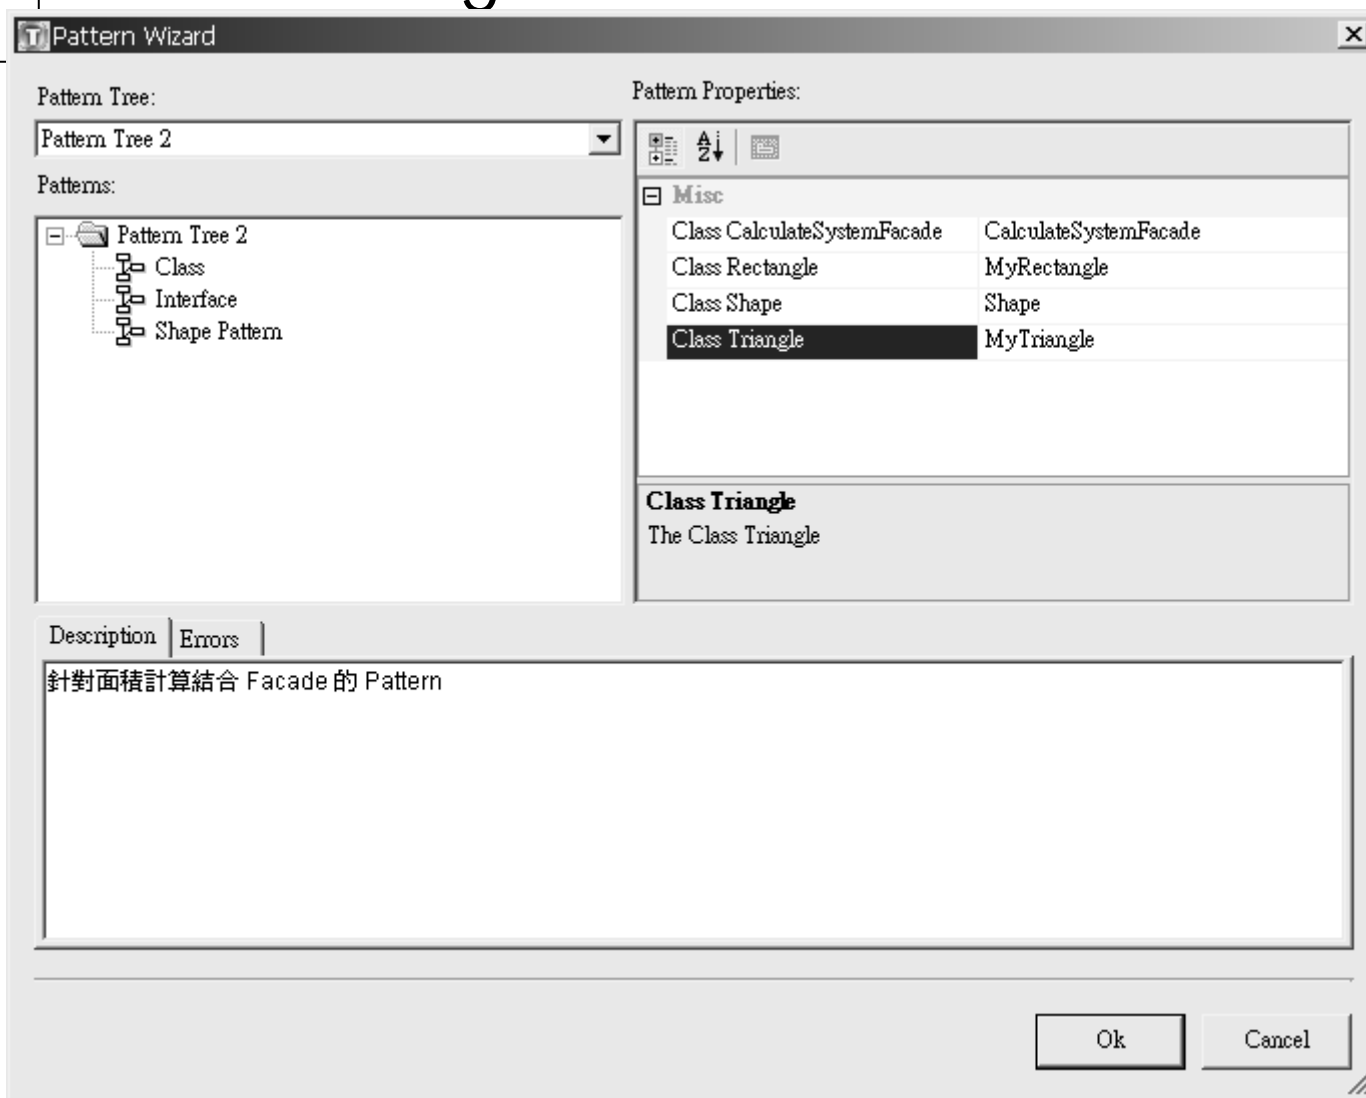 Pattern Wizard
Pattern Tree:
Pattern Tree 2
Patterns:
Pattern Tree 2
Class
Interface
Shape Pattern
Pattern Properties:
Misc
Class CalculateSystemFacade CalculateSystemFacade
Class Rectangle MyRectangle
Class Shape Shape
Class Triangle MyTriangle
Class Triangle
The Class Triangle
Description Errors
針對面積計算結合 Facade 的 Pattern
Ok Cancel